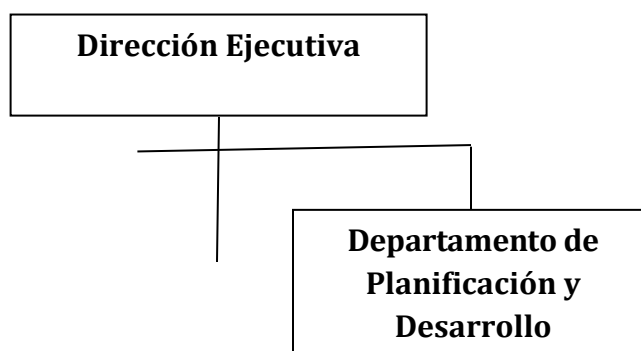 Dirección Ejecutiva
Departamento de
Planificación y
Desarrollo